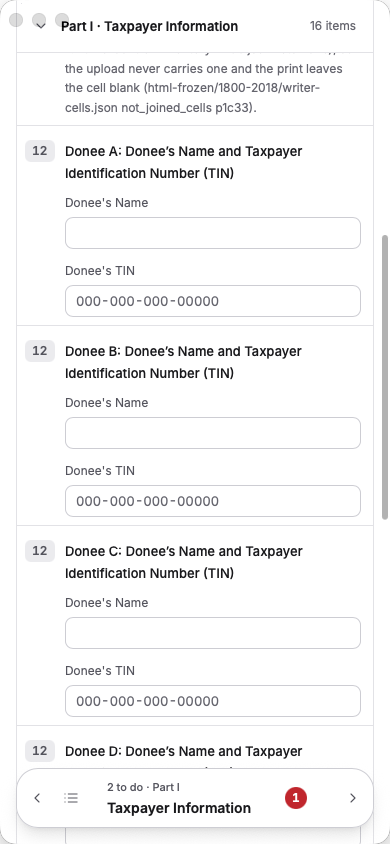 Part I · Taxpayer Information
16 items
the upload never carries one and the print leaves
the cell blank (html-frozen/1800-2018/writer-
cells.json not_joined_cells p1c33).
12
Donee A: Donee’s Name and Taxpayer
Identification Number (TIN)
Donee's Name
Donee's TIN
000-000-000-00000
12
Donee B: Donee’s Name and Taxpayer
Identification Number (TIN)
Donee's Name
Donee's TIN
000-000-000-00000
12
Donee C: Donee’s Name and Taxpayer
Identification Number (TIN)
Donee's Name
Donee's TIN
000-000-000-00000
12
Donee D: Donee’s Name and Taxpayer
2 to do · Part I
Taxpayer Information
1